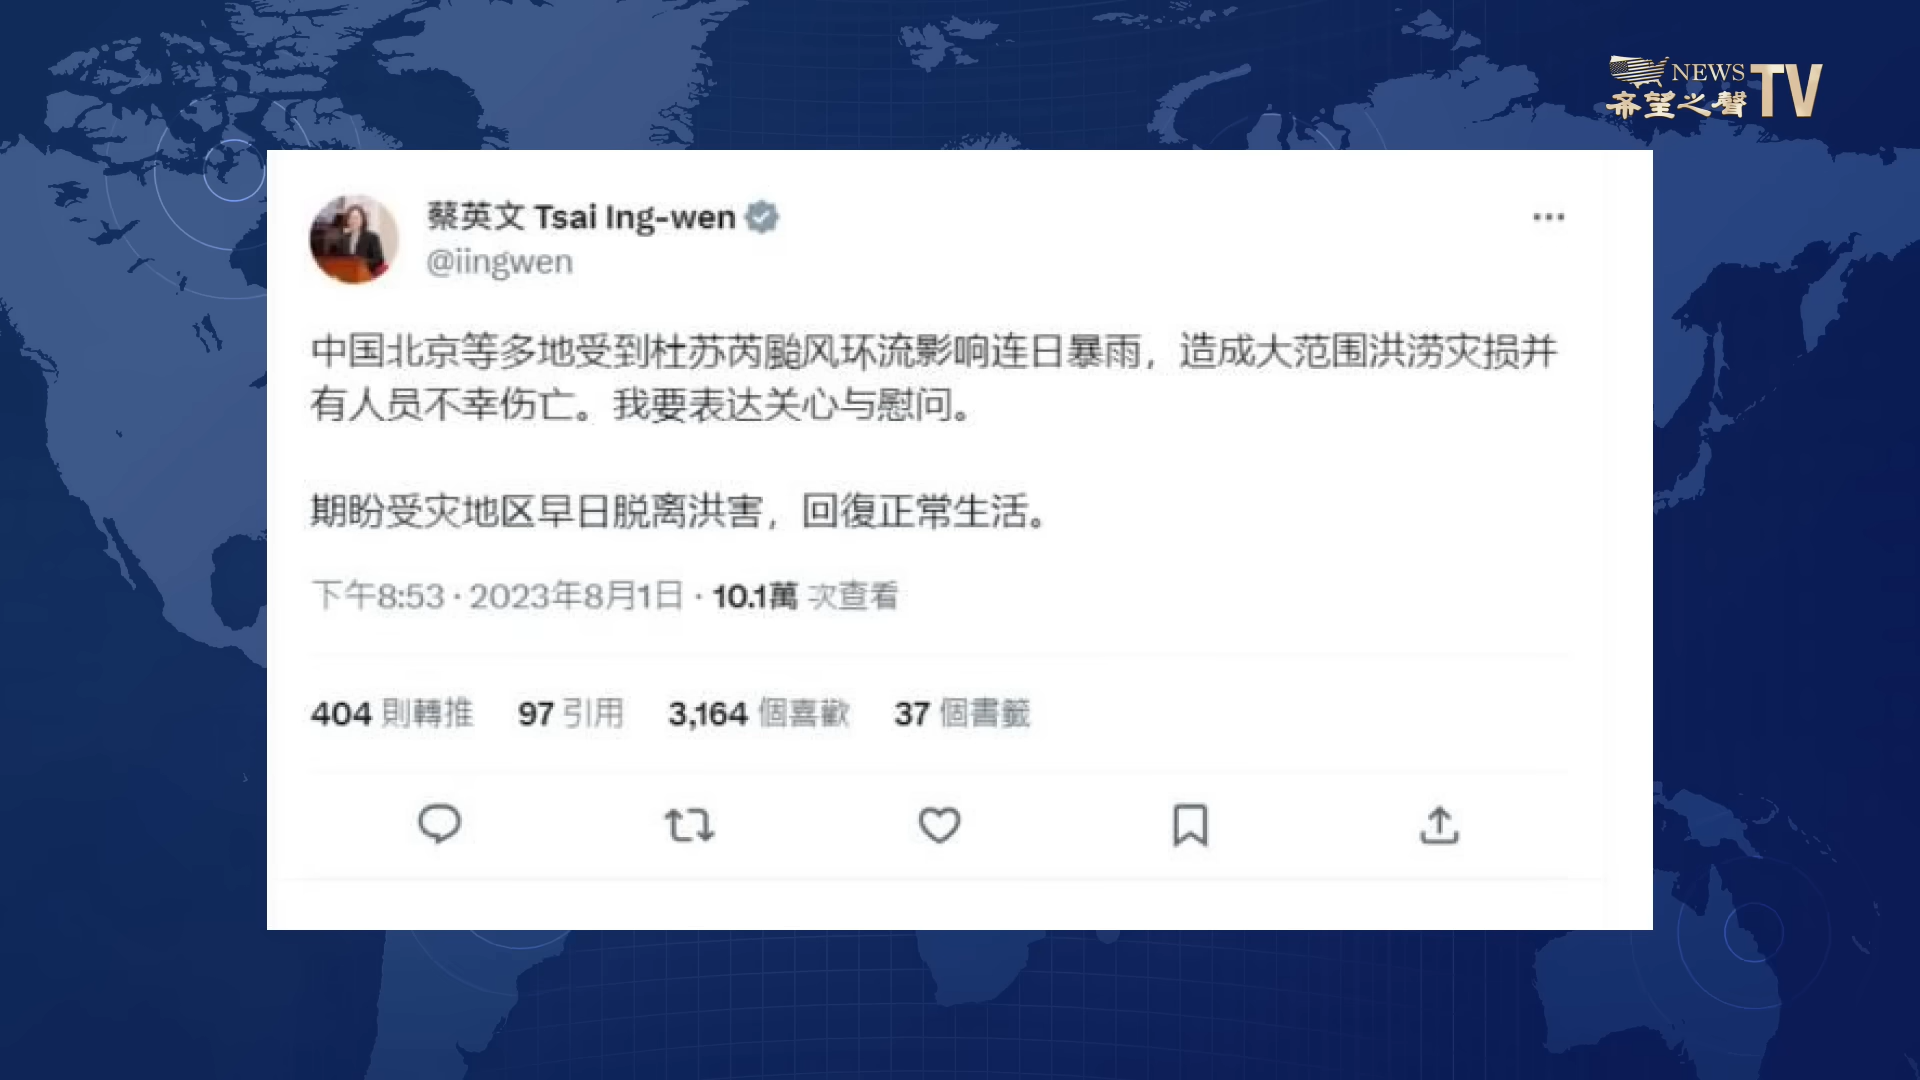 NEWS
希望之聲TV
蔡英文 Tsai Ing-wen
@iingwen
中国北京等多地受到杜苏芮颱风环流影响连日暴雨，造成大范围洪涝灾损并
有人员不幸伤亡。我要表达关心与慰问。
期盼受灾地区早日脱离洪害，回復正常生活。
下午8:53 · 2023年8月1日 · 10.1萬 次查看
404 則轉推 97 引用 3,164 個喜歡 37 個書籤